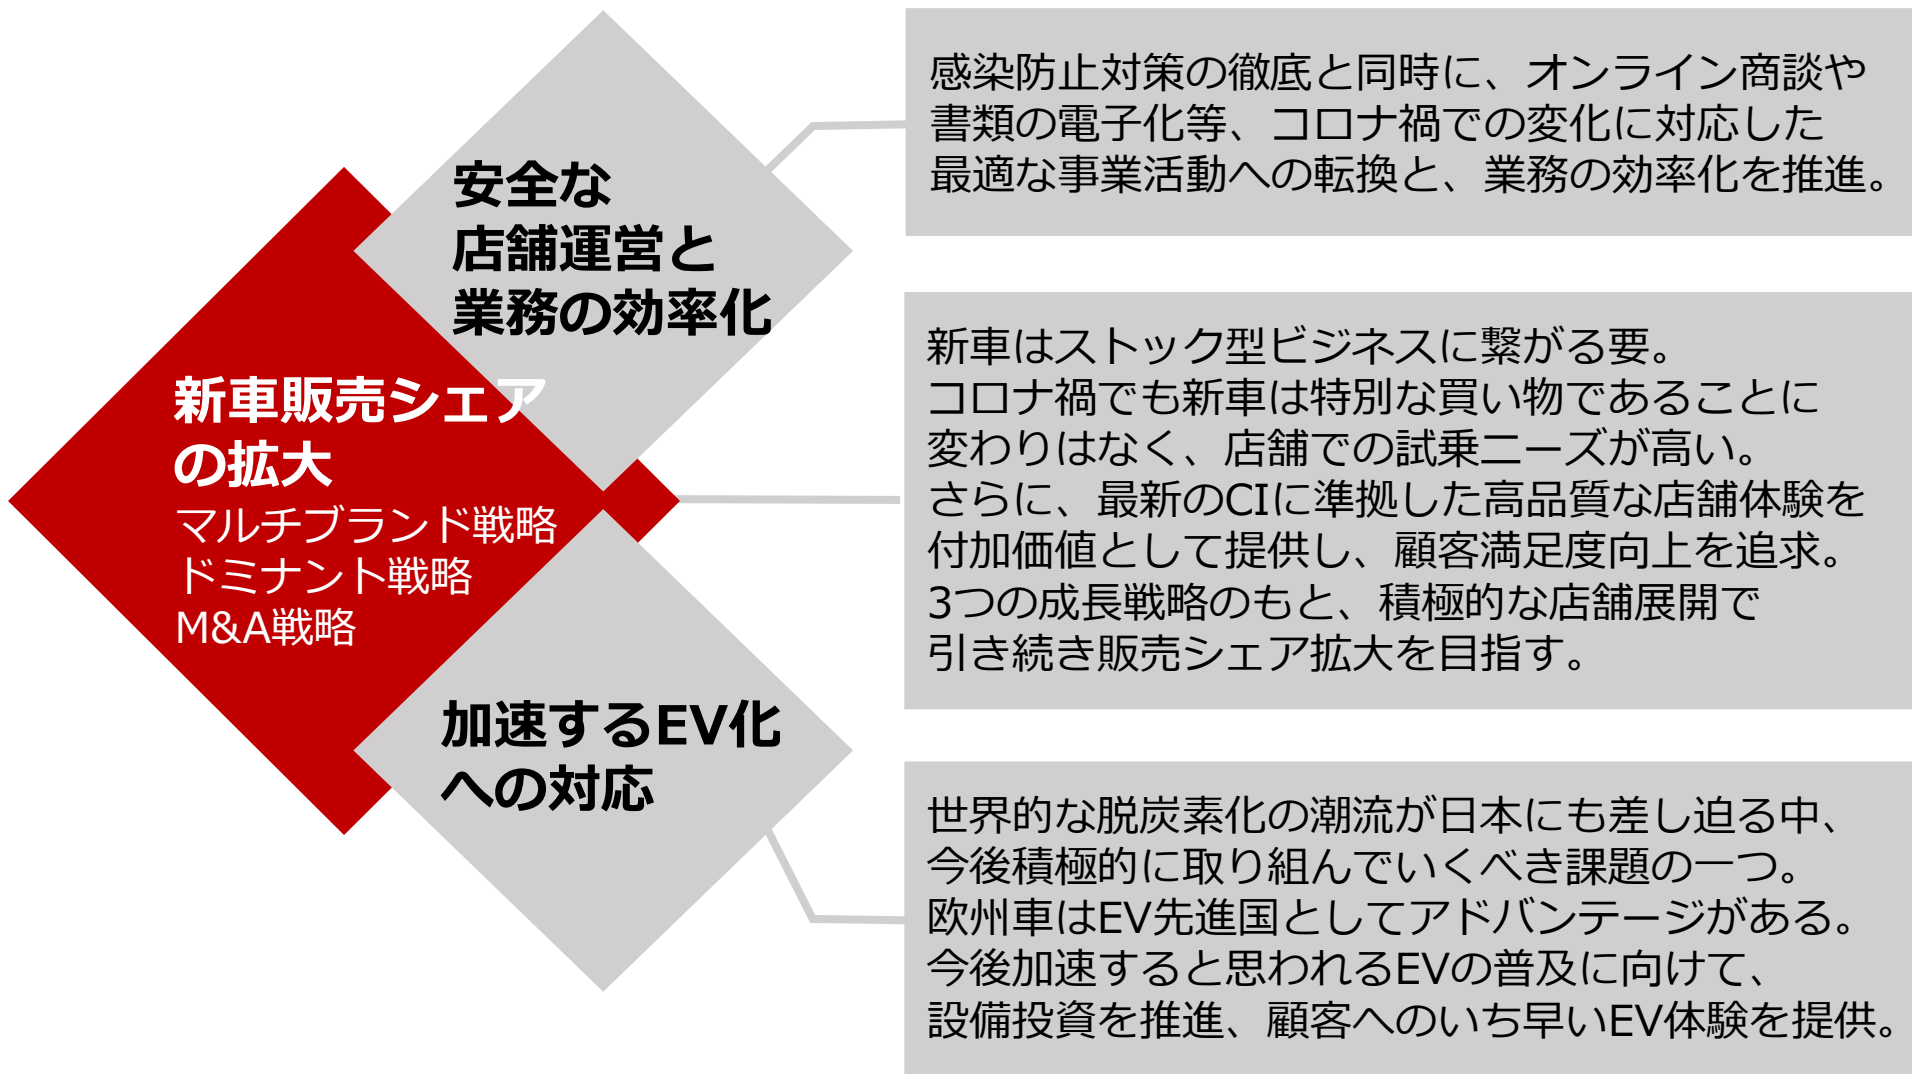 安全な
店舗運営と
業務の効率化
感染防止対策の徹底と同時に、オンライン商談や
書類の電子化等、コロナ禍での変化に対応した
最適な事業活動への転換と、業務の効率化を推進。
新車販売シェア
の拡大
マルチブランド戦略
ドミナント戦略
M&A戦略
新車はストック型ビジネスに繋がる要。
コロナ禍でも新車は特別な買い物であることに
変わりはなく、店舗での試乗ニーズが高い。
さらに、最新のCIに準拠した高品質な店舗体験を
付加価値として提供し、顧客満足度向上を追求。
3つの成長戦略のもと、積極的な店舗展開で
引き続き販売シェア拡大を目指す。
加速するEV化
への対応
世界的な脱炭素化の潮流が日本にも差し迫る中、
今後積極的に取り組んでいくべき課題の一つ。
欧州車はEV先進国としてアドバンテージがある。
今後加速すると思われるEVの普及に向けて、
設備投資を推進、顧客へのいち早いEV体験を提供。